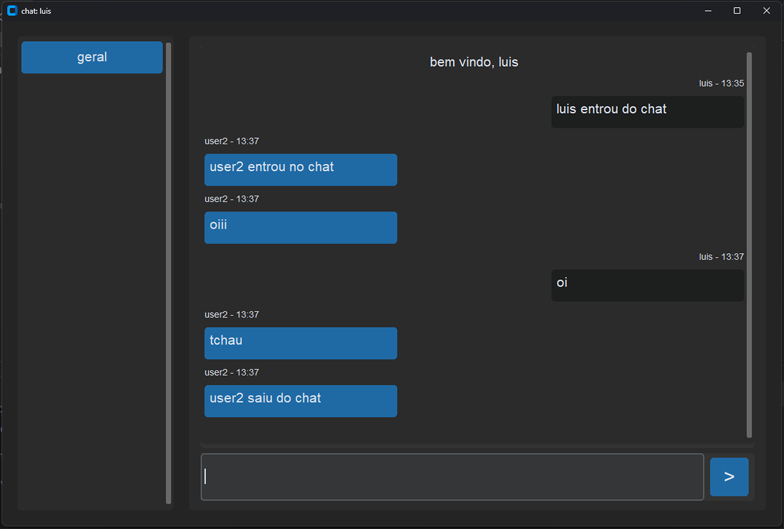 chat: luis
geral
bem vindo, luis
luis - 13:35
luis entrou do chat
user2 - 13:37
user2 entrou no chat
user2 - 13:37
oiii
luis - 13:37
oi
user2 - 13:37
tchau
user2 - 13:37
user2 saiu do chat
>